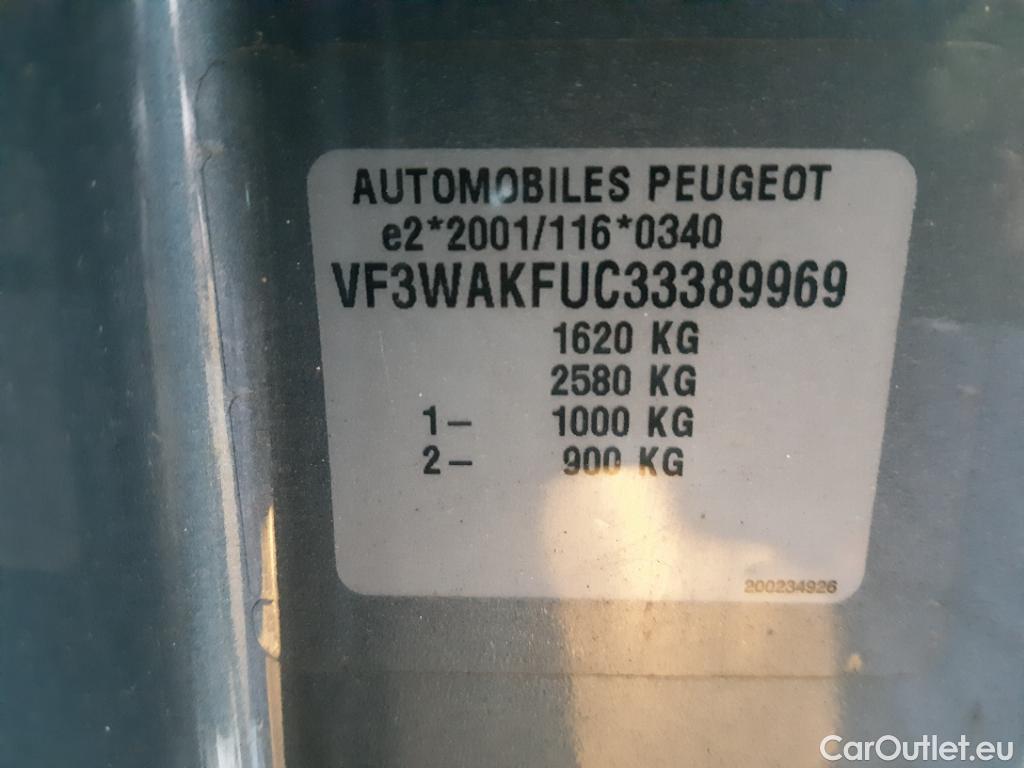 AUTOMOBILES PEUGEOT
e2*2001/116*0340
VF3WAKFUC33389969
1620 KG
2580 KG
1- 1000 KG
2- 900 KG
200234926
CarOutlet.eu